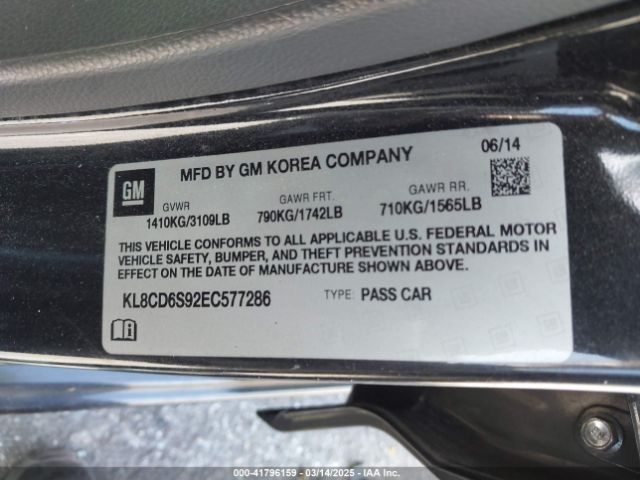 MFD BY GM KOREA COMPANY 06/14
GM
GVWR GAWR FRT. GAWR RR.
1410KG/3109LB 790KG/1742LB 710KG/1565LB
THIS VEHICLE CONFORMS TO ALL APPLICABLE U.S. FEDERAL MOTOR
VEHICLE SAFETY, BUMPER, AND THEFT PREVENTION STANDARDS IN
EFFECT ON THE DATE OF MANUFACTURE SHOWN ABOVE.
KL8CD6S92EC577286 TYPE: PASS CAR
000-41796159 — 03/14/2025 — IAA Inc.